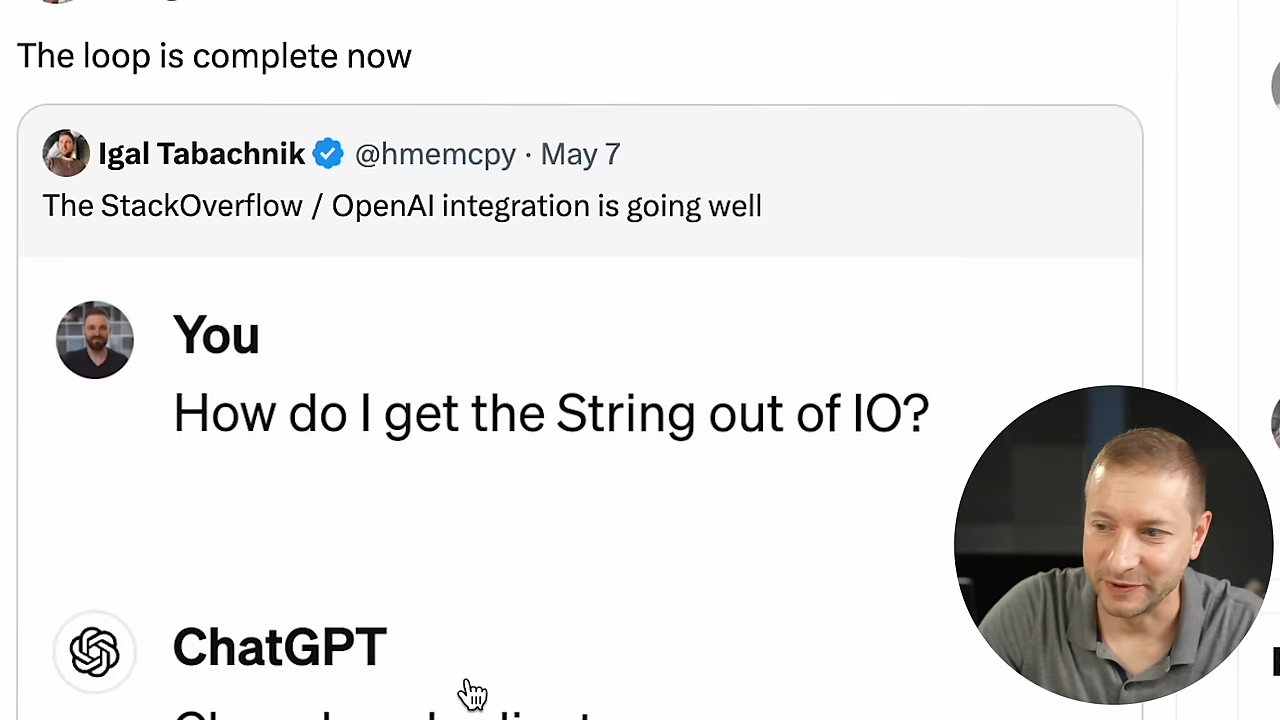 The loop is complete now
Igal Tabachnik @hmemcpy · May 7
The StackOverflow / OpenAI integration is going well
You
How do I get the String out of IO?
ChatGPT